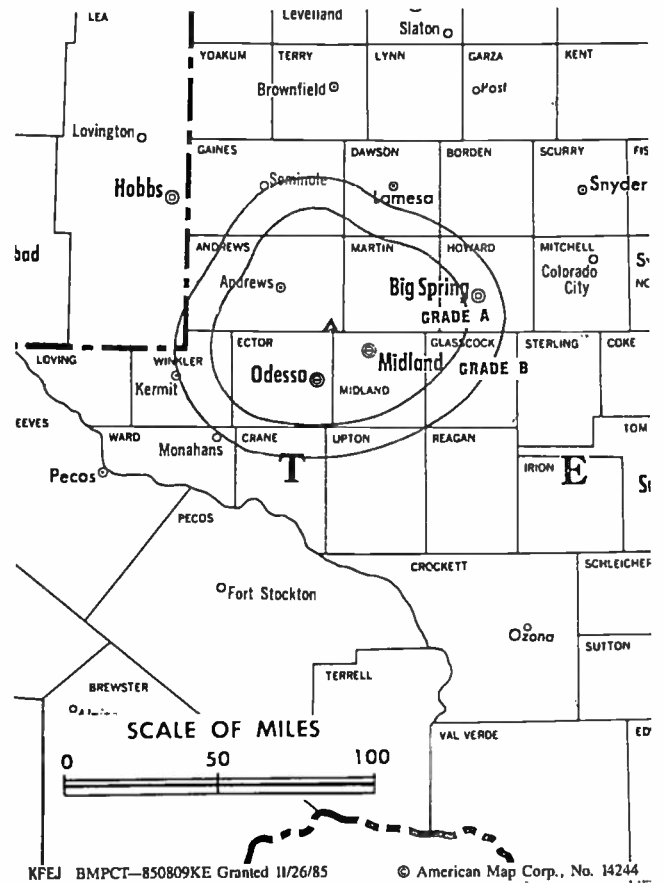 LEA
Levelland
Slaton
YOAKUM
TERRY
LYNN
GARZA
KENT
Brownfield
Post
Lovington
GAINES
DAWSON
BORDEN
SCURRY
FIS
Seminole
Hobbs
Lamesa
Snyder
bad
ANDREWS
MARTIN
HOWARD
MITCHELL
Colorado
City
Andrews
Big Spring
GRADE A
LOVING
WINKLER
ECTOR
GLASSCOCK
STERLING
COKE
Midland
GRADE B
Kermit
Odessa
MIDLAND
EEVES
WARD
Monahans
CRANE
UPTON
REAGAN
TOM
Pecos
T
IRION
E
PECOS
CROCKETT
SCHLEICHER
Fort Stockton
Ozona
SUTTON
TERRELL
BREWSTER
SCALE OF MILES
VAL VERDE
ED
0
50
100
KFEJ BMPCT—850809KE Granted 11/26/85
© American Map Corp., No. 14244